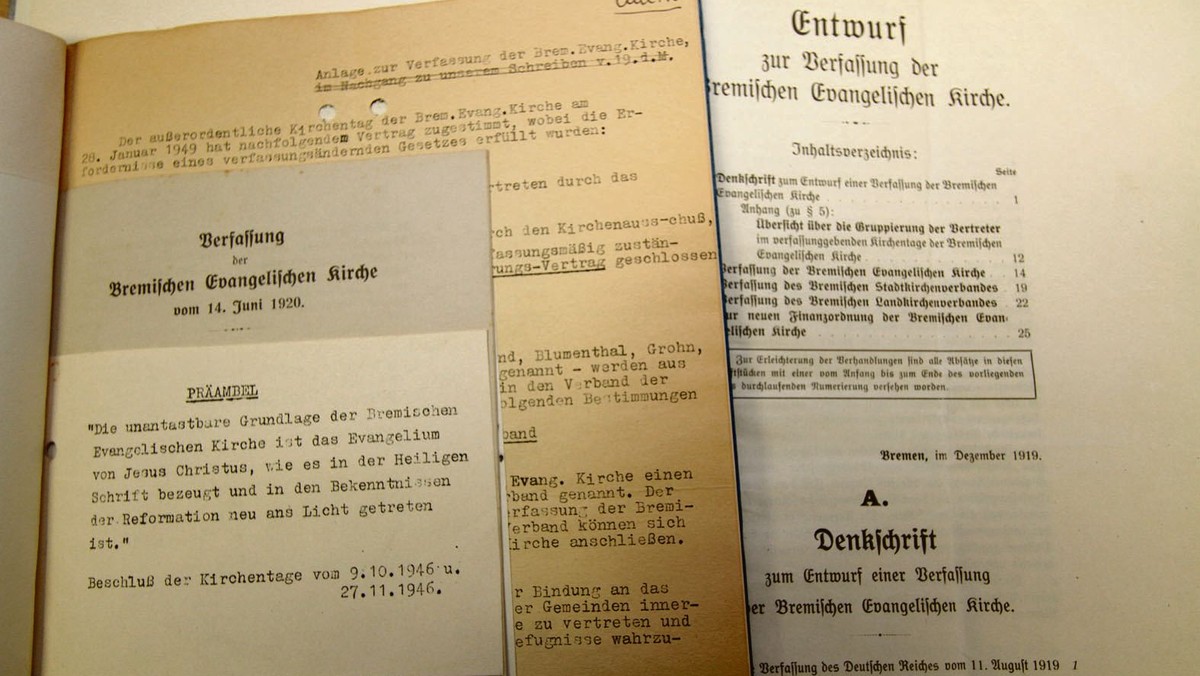 Anlage zur Verfassung der Brem.Evang.Kirche,
im Nachgang zu unserem Schreiben v.19.d.M.
Der außerordentliche Kirchentag der Brem.Evang.Kirche am
28. Januar 1949 hat nachfolgendem Vertrag zugestimmt, wobei die Er-
fordernisse eines verfassungsändernden Gesetzes erfüllt wurden:
rtreten durch das
ch den Kirchenauss-chuß,
fassungsmäßig zustän-
rungs-Vertrag geschlossen
nd, Blumenthal, Grohn,
genannt - werden aus
in den Verband der
olgenden Bestimmungen
band
Evang. Kirche einen
rband genannt. Der
erfassung der Bremi-
Verband können sich
Kirche anschließen.
r Bindung an das
er Gemeinden inner-
e zu vertreten und
efugnisse wahrzu-
Verfassung
der
Bremischen Evangelischen Kirche
vom 14. Juni 1920.
PRÄAMBEL
"Die unantastbare Grundlage der Bremischen
Evangelischen Kirche ist das Evangelium
von Jesus Christus, wie es in der Heiligen
Schrift bezeugt und in den Bekenntnissen
der Reformation neu ans Licht getreten
ist."
Beschluß der Kirchentage vom 9.10.1946 u.
27.11.1946.
Entwurf
zur Verfassung der
Bremischen Evangelischen Kirche.
Inhaltsverzeichnis:
Seite
Denkschrift zum Entwurf einer Verfassung der Bremischen
Evangelischen Kirche 1
Anhang (zu § 5):
Übersicht über die Gruppierung der Vertreter
im verfassunggebenden Kirchentage der Bremischen
Evangelischen Kirche 12
Verfassung der Bremischen Evangelischen Kirche 14
Verfassung des Bremischen Stadtkirchenverbandes 19
Verfassung des Bremischen Landkirchenverbandes 22
ur neuen Finanzordnung der Bremischen Evan-
gelischen Kirche 25
Zur Erleichterung der Verhandlungen sind alle Absätze in diesen
ftstücken mit einer vom Anfang bis zum Ende des vorliegenden
durchlaufenden Numerierung versehen worden.
Bremen, im Dezember 1919.
A.
Denkschrift
zum Entwurf einer Verfassung
der Bremischen Evangelischen Kirche.
Verfassung des Deutschen Reiches vom 11. August 1919 1